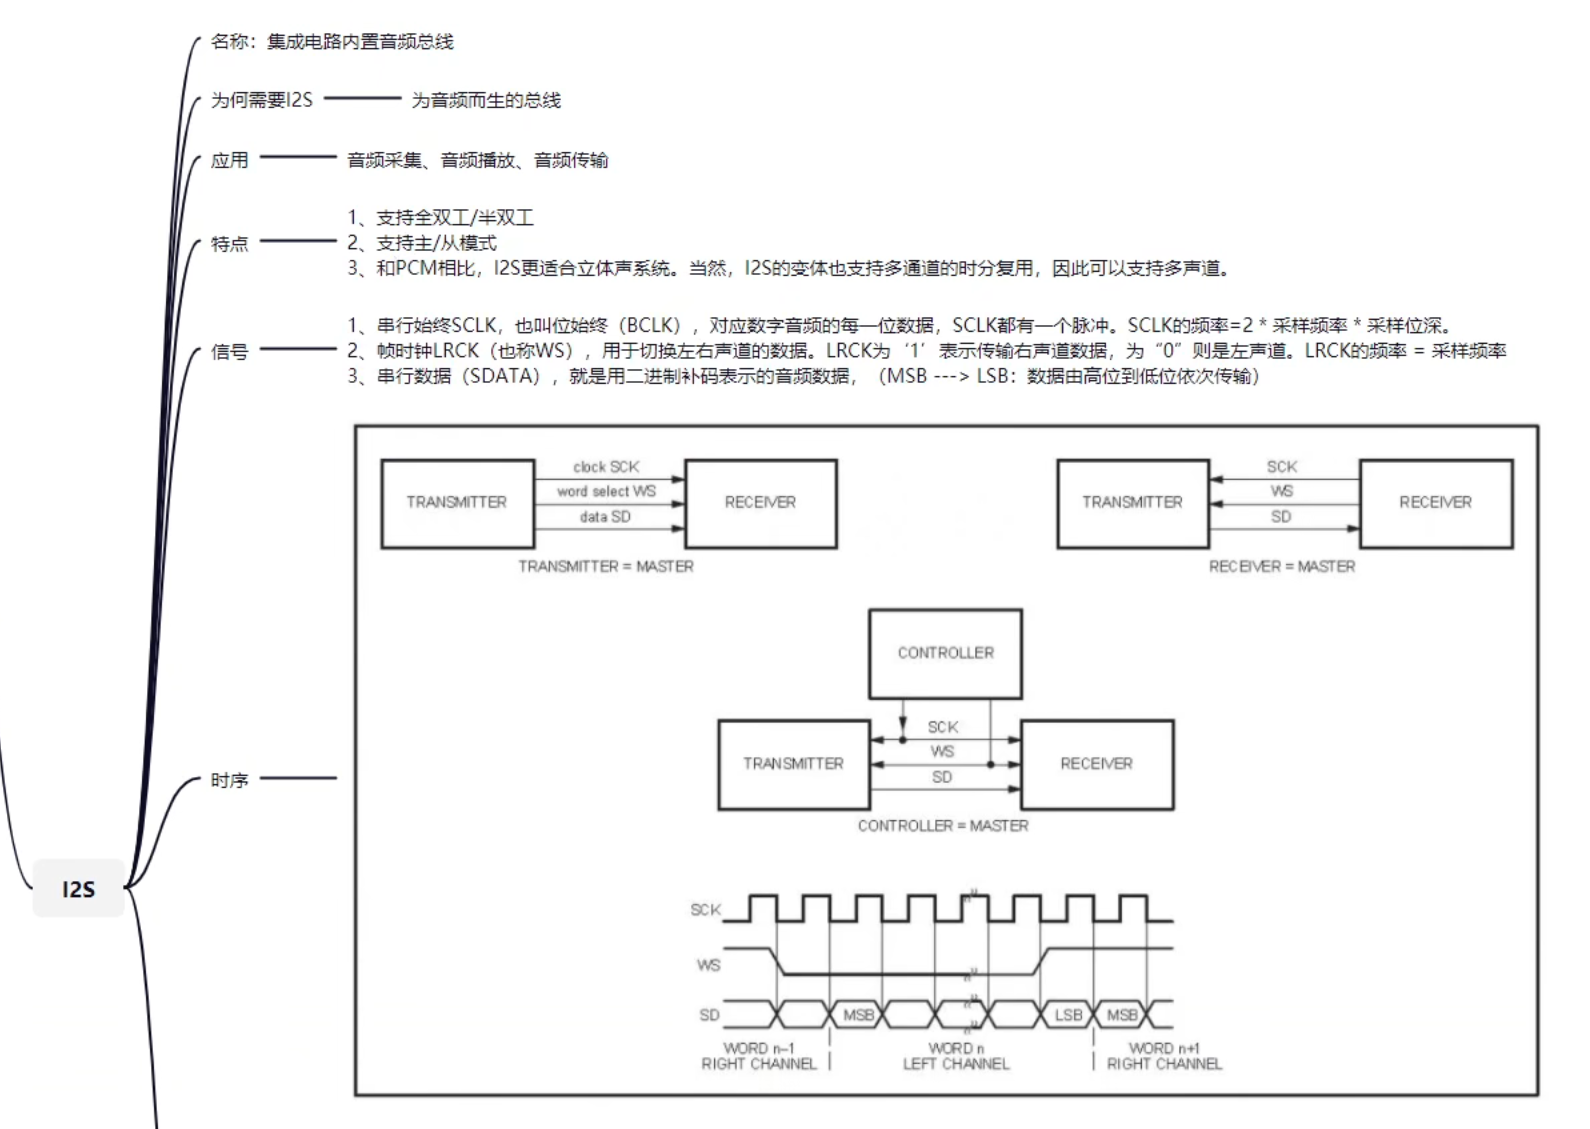 名称：集成电路内置音频总线
为何需要I2S
为音频而生的总线
应用
音频采集、音频播放、音频传输
特点
1、支持全双工/半双工
2、支持主/从模式
3、和PCM相比，I2S更适合立体声系统。当然，I2S的变体也支持多通道的时分复用，因此可以支持多声道。
信号
1、串行始终SCLK，也叫位始终（BCLK），对应数字音频的每一位数据，SCLK都有一个脉冲。SCLK的频率=2 * 采样频率 * 采样位深。
2、帧时钟LRCK（也称WS），用于切换左右声道的数据。LRCK为‘1’表示传输右声道数据，为“0”则是左声道。LRCK的频率 = 采样频率
3、串行数据（SDATA），就是用二进制补码表示的音频数据，（MSB ---> LSB：数据由高位到低位依次传输）
时序
I2S
TRANSMITTER
clock SCK
word select WS
data SD
RECEIVER
TRANSMITTER = MASTER
TRANSMITTER
SCK
WS
SD
RECEIVER
RECEIVER = MASTER
CONTROLLER
TRANSMITTER
SCK
WS
SD
RECEIVER
CONTROLLER = MASTER
SCK
WS
SD
MSB
LSB
MSB
WORD n–1
RIGHT CHANNEL
WORD n
LEFT CHANNEL
WORD n+1
RIGHT CHANNEL